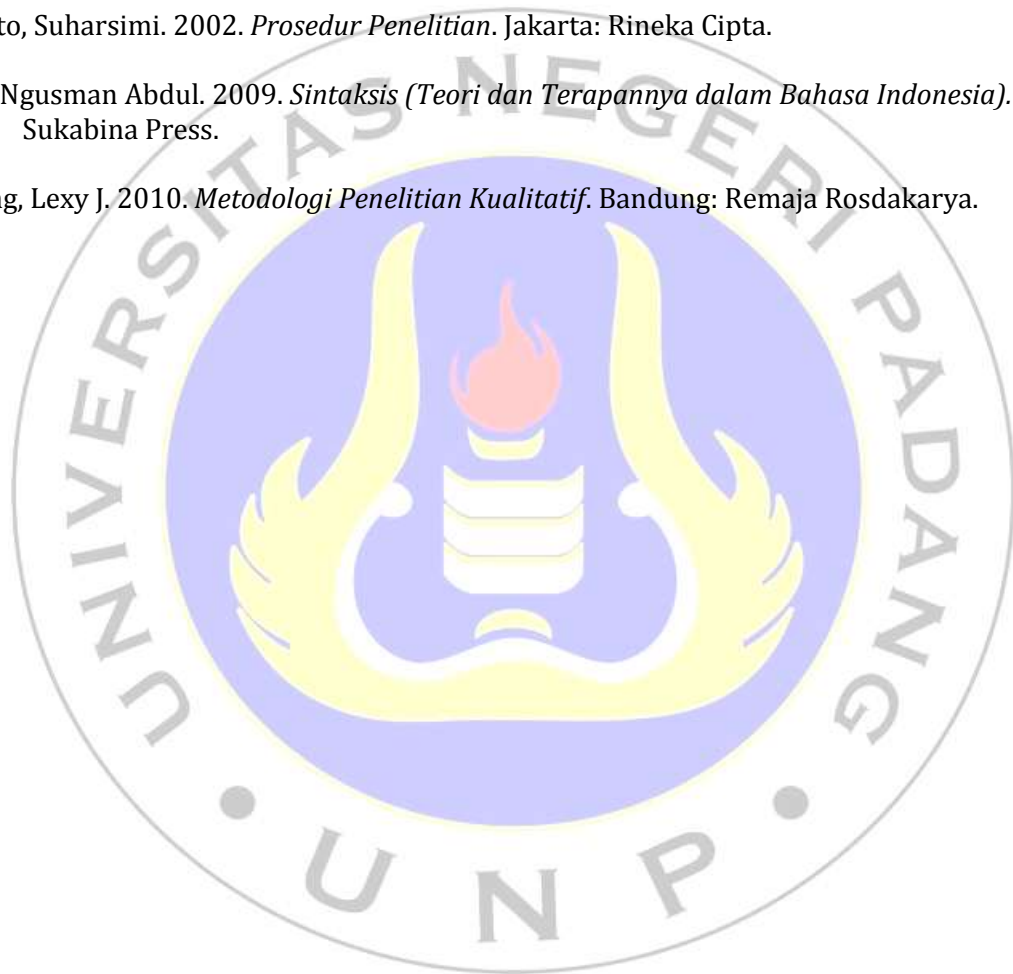 to, Suharsimi. 2002. Prosedur Penelitian. Jakarta: Rineka Cipta.
Ngusman Abdul. 2009. Sintaksis (Teori dan Terapannya dalam Bahasa Indonesia).
Sukabina Press.
ng, Lexy J. 2010. Metodologi Penelitian Kualitatif. Bandung: Remaja Rosdakarya.
UNIVERSITAS NEGERI PADANG
• UNP •